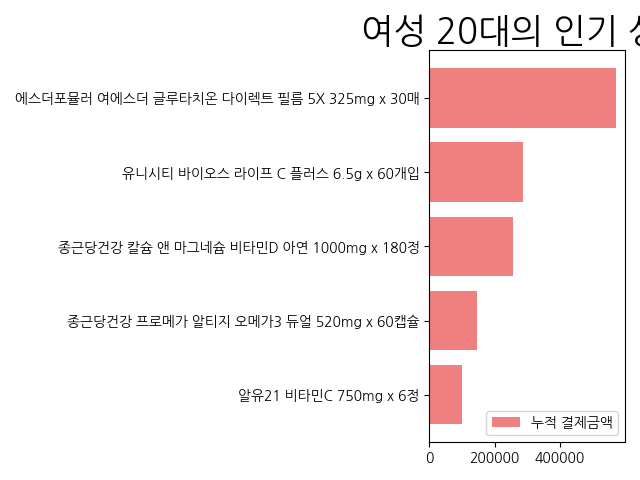 여성 20대의 인기 
에스더포뮬러 여에스더 글루타치온 다이렉트 필름 5X 325mg x 30매
유니시티 바이오스 라이프 C 플러스 6.5g x 60개입
종근당건강 칼슘 앤 마그네슘 비타민D 아연 1000mg x 180정
종근당건강 프로메가 알티지 오메가3 듀얼 520mg x 60캡슐
알유21 비타민C 750mg x 6정
누적 결제금액
0 200000 400000